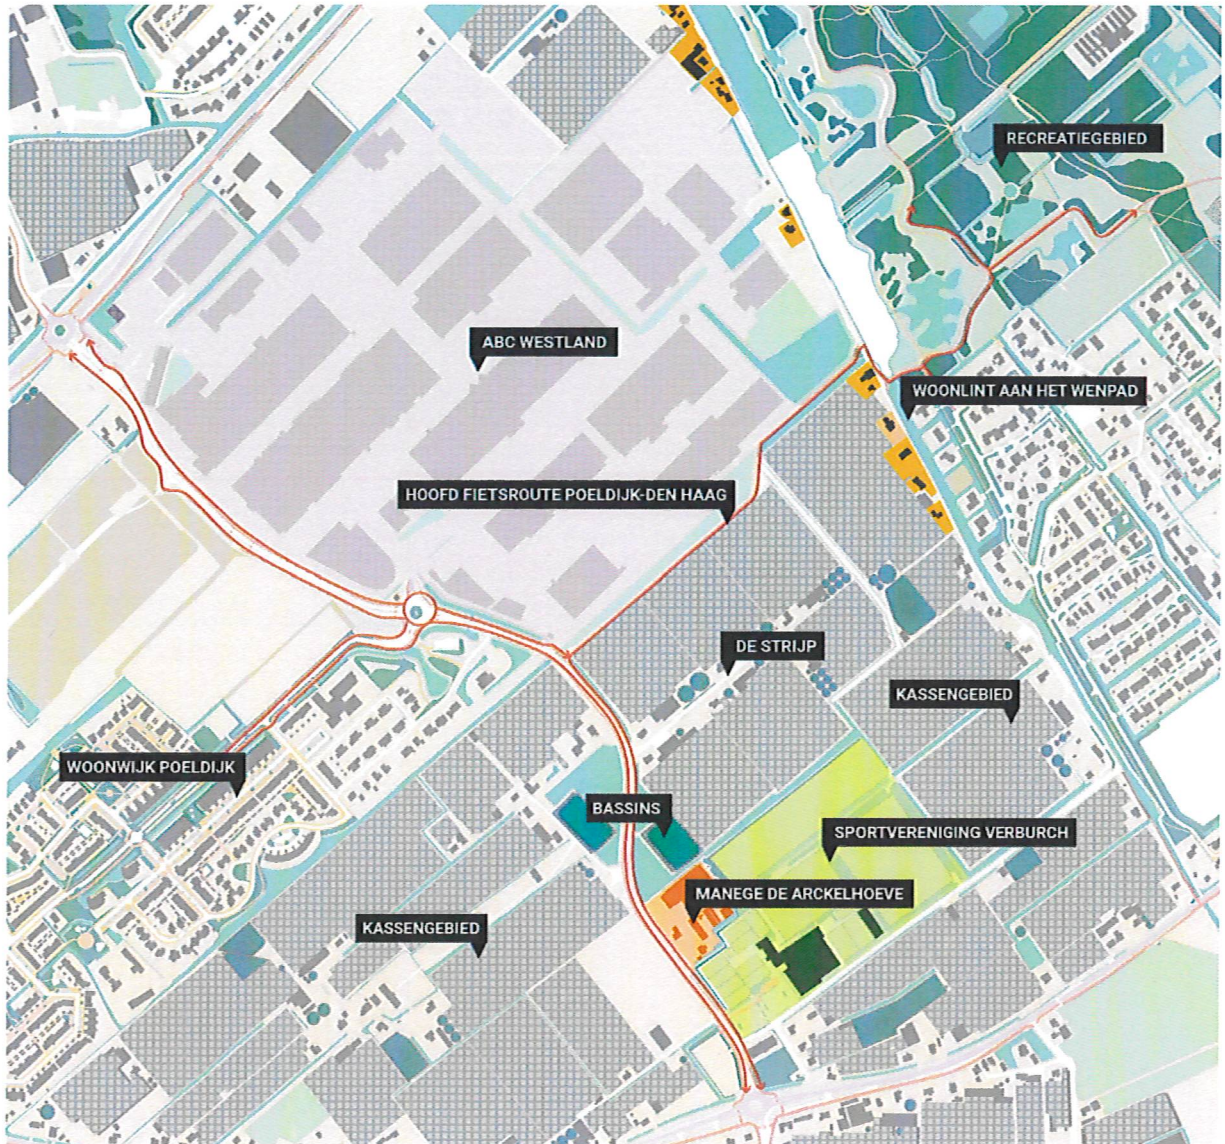 RECREATIEGEBIED
ABC WESTLAND
WOONLINT AAN HET WENPAD
HOOFD FIETSROUTE POELDIJK-DEN HAAG
DE STRIJP
KASSENGEBIED
WOONWIJK POELDIJK
BASSINS
SPORTVERENIGING VERBURCH
MANEGE DE ARCKELHOEVE
KASSENGEBIED